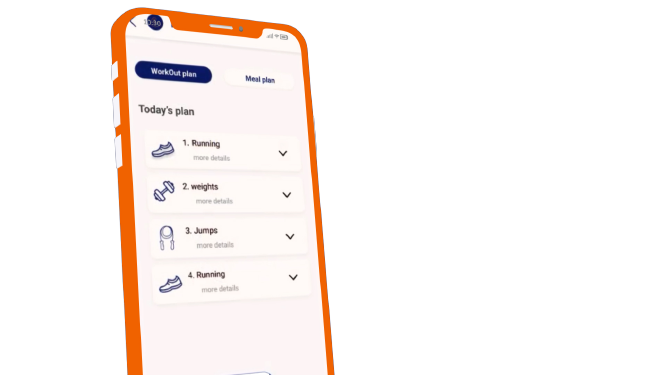 10:30
WorkOut plan
Meal plan
Today's plan
1. Running
more details
2. weights
more details
3. Jumps
more details
4. Running
more details